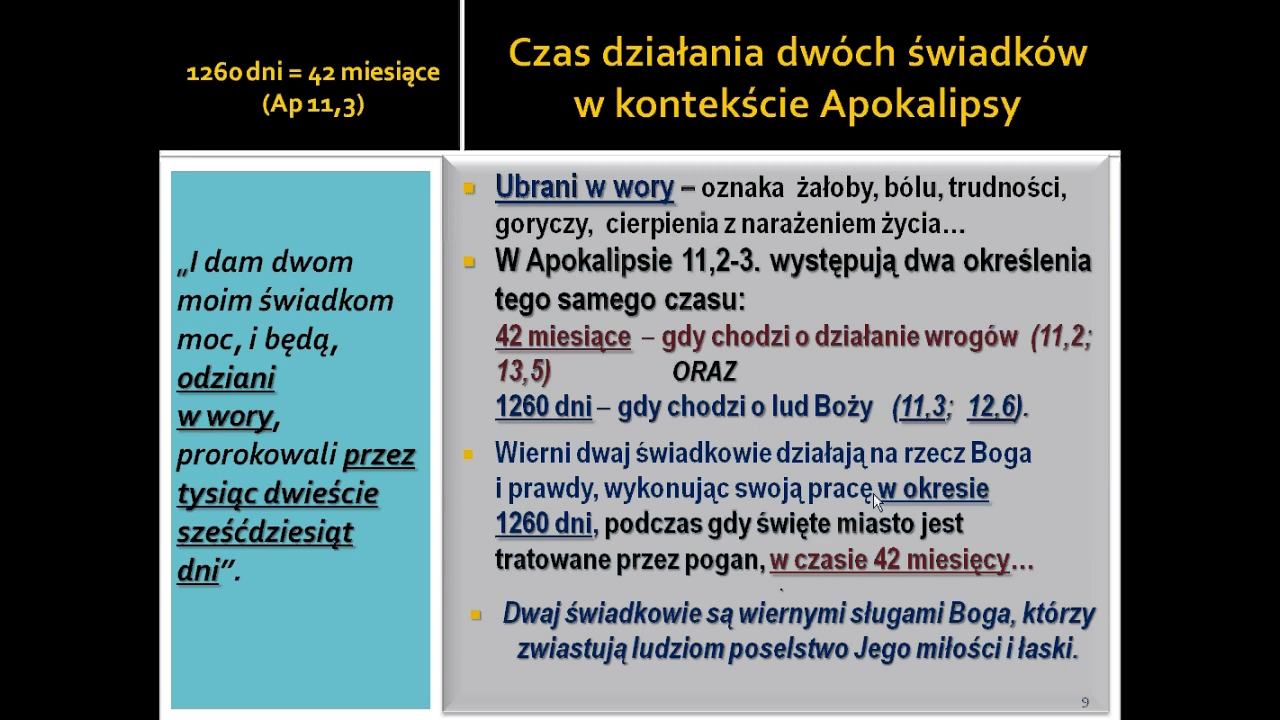 1260 dni = 42 miesiące
(Ap 11,3)
Czas działania dwóch świadków
w kontekście Apokalipsy
„I dam dwom
moim świadkom
moc, i będą,
odziani
w wory,
prorokowali przez
tysiąc dwieście
sześćdziesiąt
dni”.
Ubrani w wory – oznaka żałoby, bólu, trudności,
goryczy, cierpienia z narażeniem życia…
W Apokalipsie 11,2-3. występują dwa określenia
tego samego czasu:
42 miesiące – gdy chodzi o działanie wrogów (11,2;
13,5) ORAZ
1260 dni – gdy chodzi o lud Boży (11,3; 12,6).
Wierni dwaj świadkowie działają na rzecz Boga
i prawdy, wykonując swoją pracę w okresie
1260 dni, podczas gdy święte miasto jest
tratowane przez pogan, w czasie 42 miesięcy…
Dwaj świadkowie są wiernymi sługami Boga, którzy
zwiastują ludziom poselstwo Jego miłości i łaski.
9